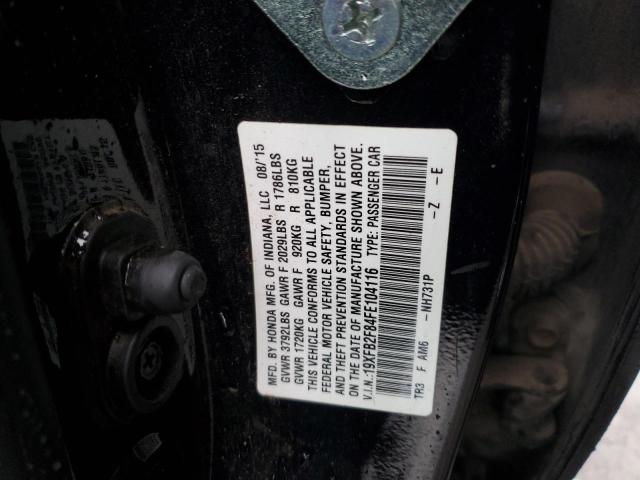 MFD. BY HONDA MFG. OF INDIANA, LLC 08/'15
GVWR 3792LBS GAWR F 2029LBS R 1786LBS
GVWR 1720KG GAWR F 920KG R 810KG
THIS VEHICLE CONFORMS TO ALL APPLICABLE
FEDERAL MOTOR VEHICLE SAFETY, BUMPER,
AND THEFT PREVENTION STANDARDS IN EFFECT
ON THE DATE OF MANUFACTURE SHOWN ABOVE.
V.I.N.:19XFB2F84FE104116 TYPE: PASSENGER CAR
TR3 F AM6 -NH731P -Z -E